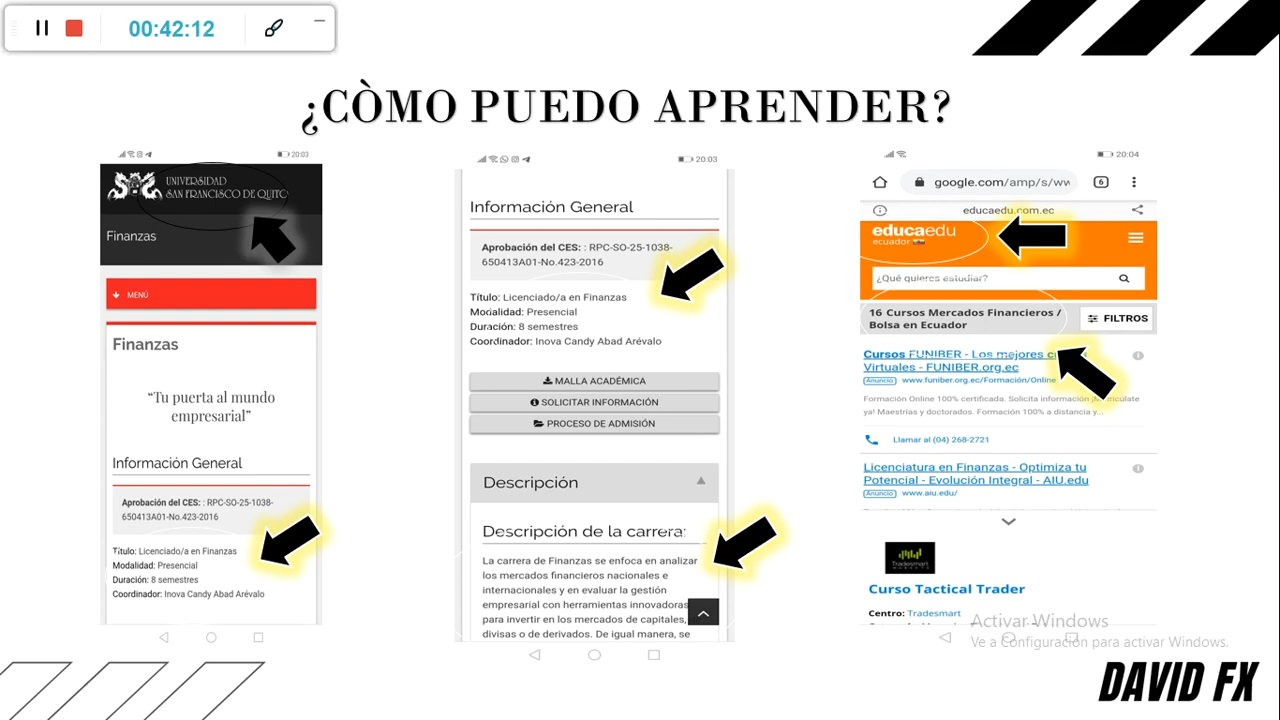 00:42:12
¿CÒMO PUEDO APRENDER?
20:03
UNIVERSIDAD
SAN FRANCISCO DE QUITO
Finanzas
MENÚ
Finanzas
“Tu puerta al mundo
empresarial”
Información General
Aprobación del CES: : RPC-SO-25-1038-
650413A01-No.423-2016
Título: Licenciado/a en Finanzas
Modalidad: Presencial
Duración: 8 semestres
Coordinador: Inova Candy Abad Arévalo
20:03
Información General
Aprobación del CES: : RPC-SO-25-1038-
650413A01-No.423-2016
Título: Licenciado/a en Finanzas
Modalidad: Presencial
Duración: 8 semestres
Coordinador: Inova Candy Abad Arévalo
MALLA ACADÉMICA
SOLICITAR INFORMACIÓN
PROCESO DE ADMISIÓN
Descripción
Descripción de la carrera:
La carrera de Finanzas se enfoca en analizar
los mercados financieros nacionales e
internacionales y en evaluar la gestión
empresarial con herramientas innovadoras
para invertir en los mercados de capitales,
divisas o de derivados. De igual manera, se
20:04
google.com/amp/s/ww
6
educaedu.com.ec
educaedu
ecuador
¿Qué quieres estudiar?
16 Cursos Mercados Financieros /
Bolsa en Ecuador
FILTROS
Cursos FUNIBER - Los mejores
Virtuales - FUNIBER.org.ec
Anuncio www.funiber.org.ec/Formación/Online
Formación Online 100% certificada. Solicita información
ya! Maestrías y doctorados. Formación 100% a distancia y...
Llamar al (04) 268-2721
Licenciatura en Finanzas - Optimiza tu
Potencial - Evolución Integral - AIU.edu
Anuncio www.aiu.edu/
Tradesmart
Curso Tactical Trader
Centro: Tradesmart
Activar Windows
Ve a Configuración para activar Windows.
DAVID FX